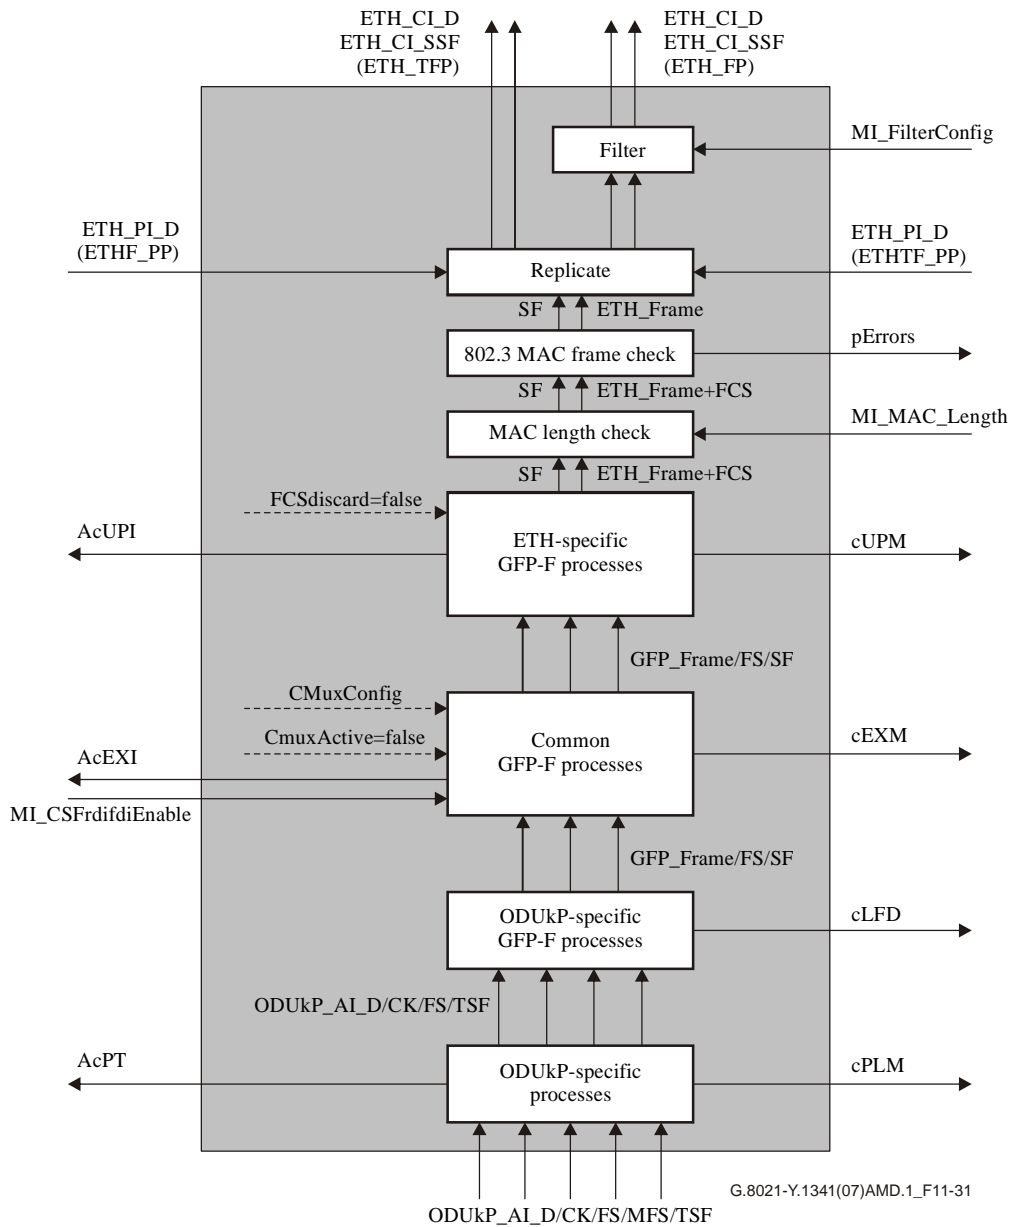 ETH_CI_D
ETH_CI_SSF
(ETH_TFP)
ETH_CI_D
ETH_CI_SSF
(ETH_FP)
Filter
MI_FilterConfig
ETH_PI_D
(ETHF_PP)
Replicate
ETH_PI_D
(ETHTF_PP)
SF
ETH_Frame
802.3 MAC frame check
pErrors
SF
ETH_Frame+FCS
MAC length check
MI_MAC_Length
SF
ETH_Frame+FCS
FCSdiscard=false
AcUPI
ETH-specific
GFP-F processes
cUPM
GFP_Frame/FS/SF
CMuxConfig
CmuxActive=false
Common
GFP-F processes
cEXM
AcEXI
MI_CSFrdifdiEnable
GFP_Frame/FS/SF
ODUkP-specific
GFP-F processes
cLFD
ODUkP_AI_D/CK/FS/TSF
AcPT
ODUkP-specific
processes
cPLM
G.8021-Y.1341(07)AMD.1_F11-31
ODUkP_AI_D/CK/FS/MFS/TSF